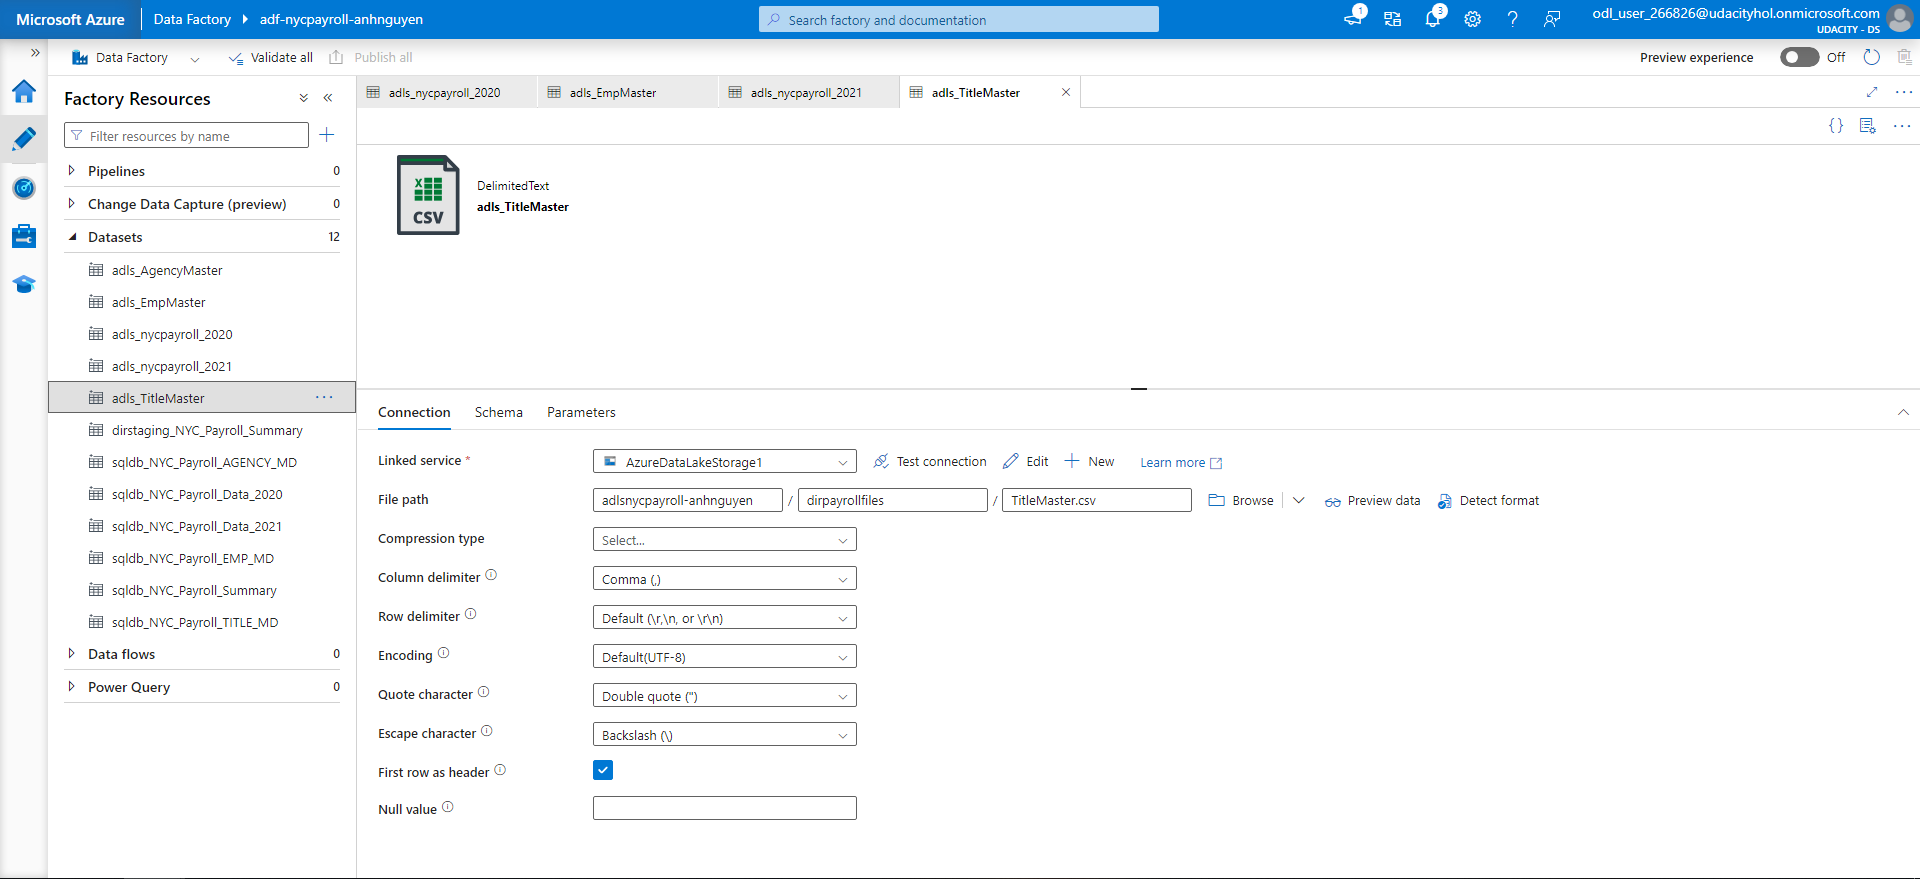 Microsoft Azure Data Factory adf-nycpayroll-anhnguyen Search factory and documentation 1 3 odl_user_266826@udacityhol.onmicrosoft.com
UDACITY - DS
Data Factory Validate all Publish all Preview experience Off
Factory Resources
Filter resources by name
Pipelines 0
Change Data Capture (preview) 0
Datasets 12
adls_AgencyMaster
adls_EmpMaster
adls_nycpayroll_2020
adls_nycpayroll_2021
adls_TitleMaster ...
dirstaging_NYC_Payroll_Summary
sqldb_NYC_Payroll_AGENCY_MD
sqldb_NYC_Payroll_Data_2020
sqldb_NYC_Payroll_Data_2021
sqldb_NYC_Payroll_EMP_MD
sqldb_NYC_Payroll_Summary
sqldb_NYC_Payroll_TITLE_MD
Data flows 0
Power Query 0
adls_nycpayroll_2020 adls_EmpMaster adls_nycpayroll_2021 adls_TitleMaster
{}
CSV
DelimitedText
adls_TitleMaster
Connection Schema Parameters
Linked service * AzureDataLakeStorage1 Test connection Edit New Learn more
File path adlsnycpayroll-anhnguyen / dirpayrollfiles / TitleMaster.csv Browse Preview data Detect format
Compression type Select...
Column delimiter Comma (,)
Row delimiter Default (\r,\n, or \r\n)
Encoding Default(UTF-8)
Quote character Double quote (")
Escape character Backslash (\)
First row as header
Null value